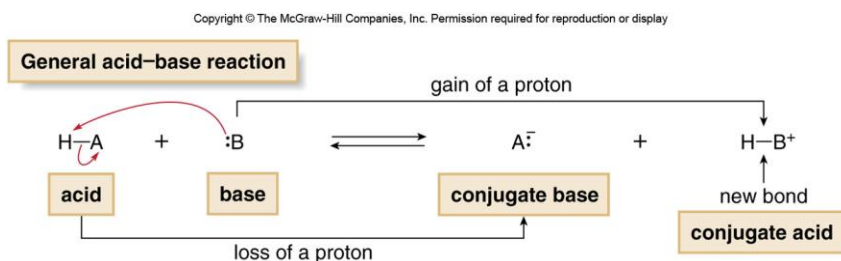 Copyright © The McGraw-Hill Companies, Inc. Permission required for reproduction or display
General acid–base reaction
gain of a proton
H—A + :B ⇌ A:⁻ + H—B⁺
acid base conjugate base new bond
conjugate acid
loss of a proton